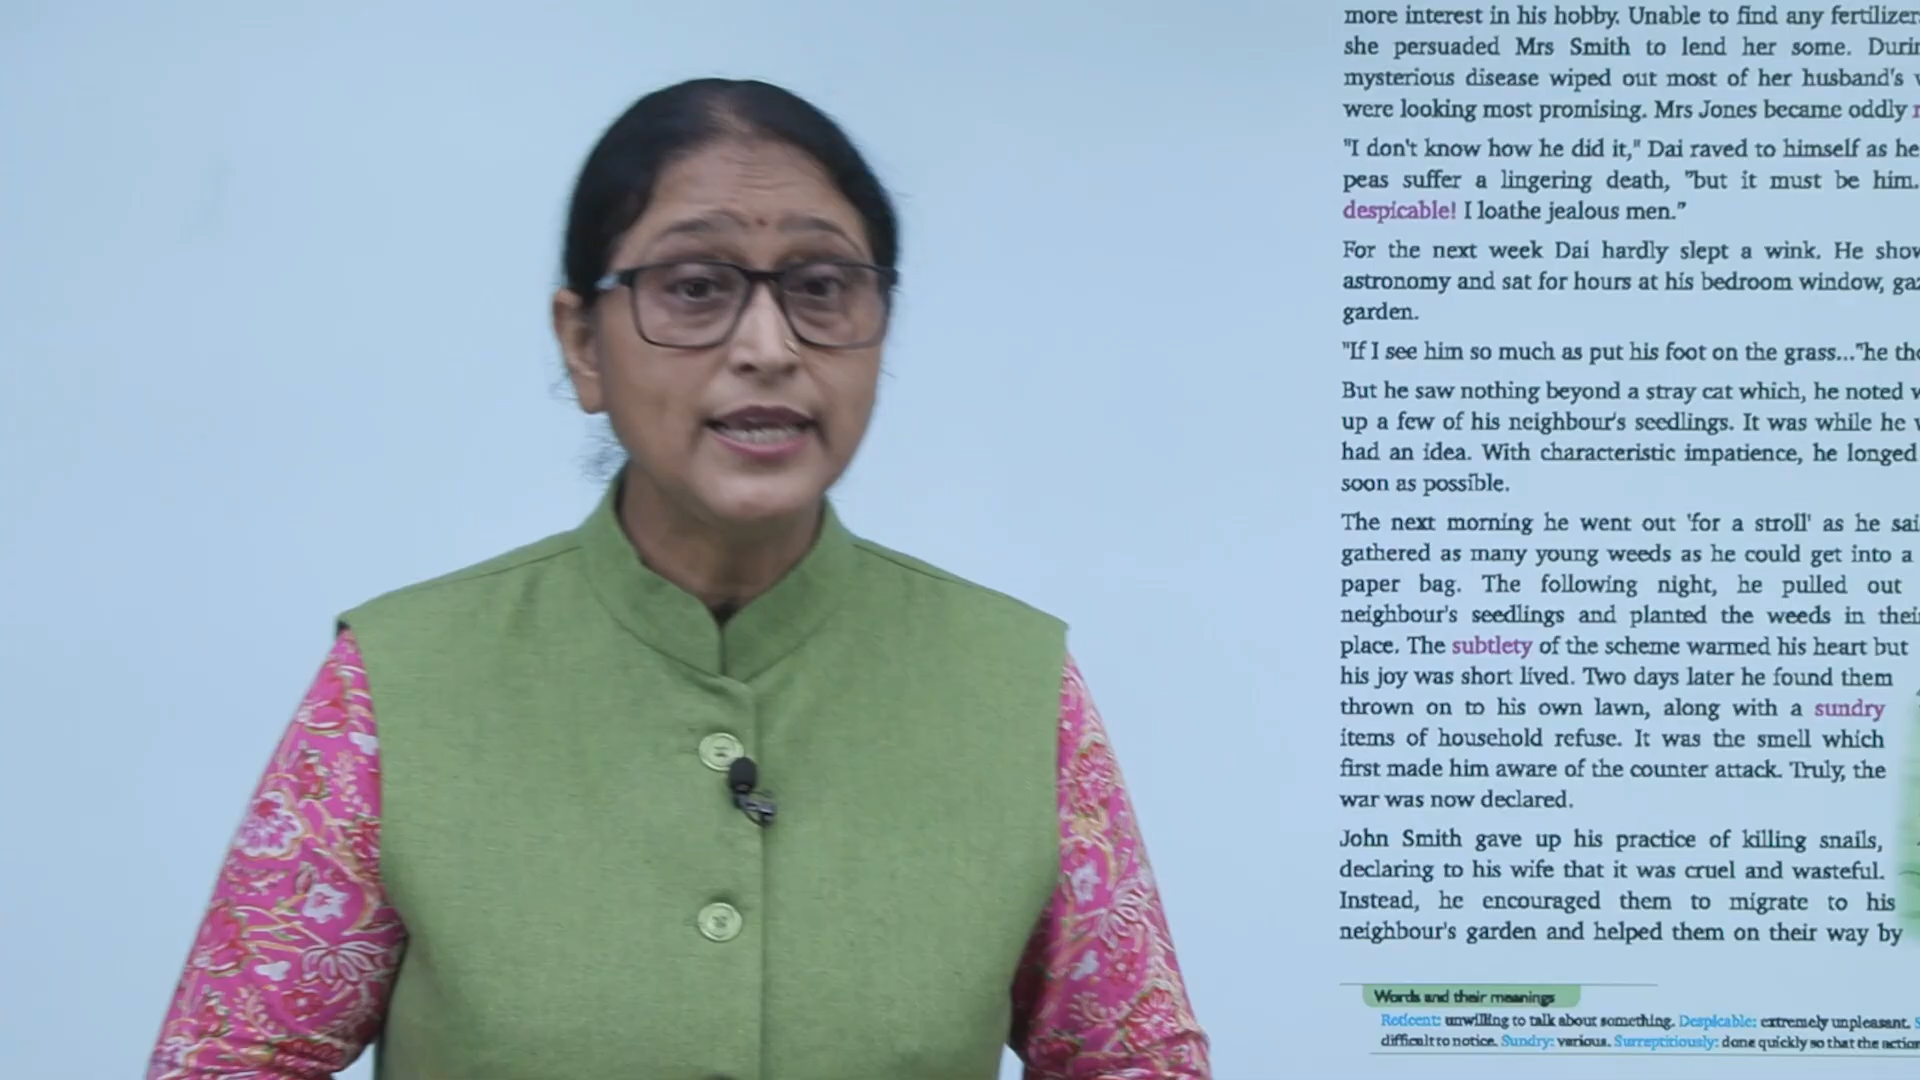 more interest in his hobby. Unable to find any fertilizer
she persuaded Mrs Smith to lend her some.
mysterious disease wiped out most of her husband's
were looking most promising. Mrs Jones became oddly
"I don't know how he did it," Dai raved to himself as he
peas suffer a lingering death, "but it must be him.
despicable! I loathe jealous men."
For the next week Dai hardly slept a wink. He
astronomy and sat for hours at his bedroom window,
garden.
"If I see him so much as put his foot on the grass..."he
But he saw nothing beyond a stray cat which, he noted
up a few of his neighbour's seedlings. It was while he
had an idea. With characteristic impatience, he longed
soon as possible.
The next morning he went out 'for a stroll' as he
gathered as many young weeds as he could get into a
paper bag. The following night, he pulled out
neighbour's seedlings and planted the weeds in
place. The subtlety of the scheme warmed his heart but
his joy was short lived. Two days later he found them
thrown on to his own lawn, along with a sundry
items of household refuse. It was the smell which
first made him aware of the counter attack. Truly, the
war was now declared.
John Smith gave up his practice of killing snails,
declaring to his wife that it was cruel and wasteful.
Instead, he encouraged them to migrate to his
neighbour's garden and helped them on their way by
Words and their meanings
Reticent: unwilling to talk about something. Despicable: extremely unpleasant.
difficult to notice. Sundry: various. Surreptitiously: done quickly so that the